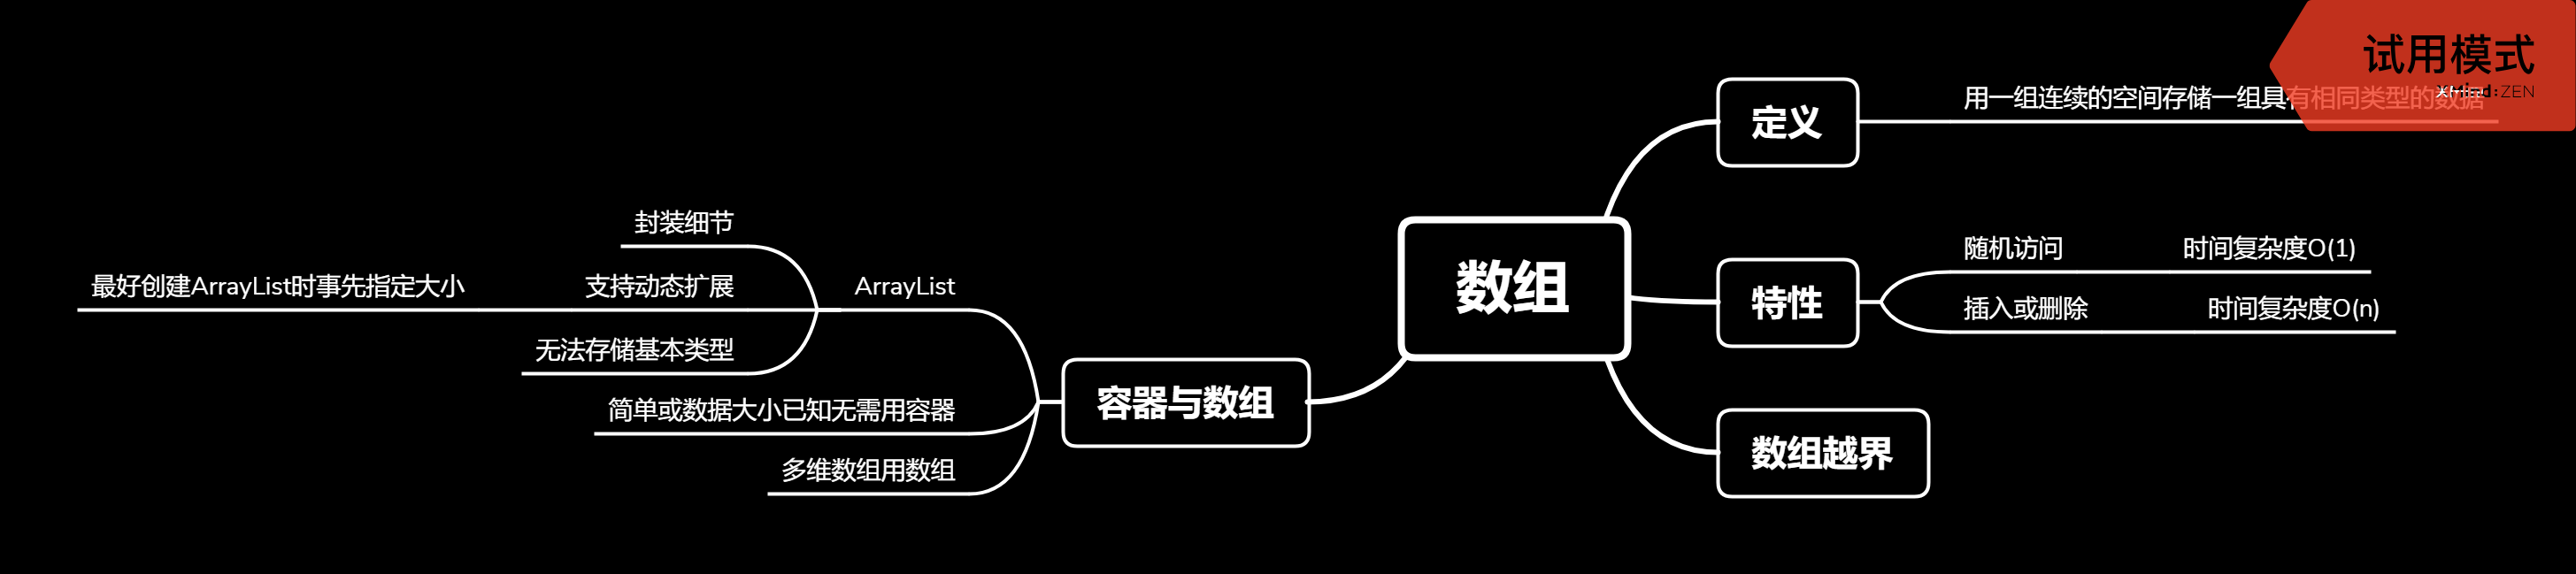 试用模式
XMind:ZEN
定义
用一组连续的空间存储一组具有相同类型的数据
数组
特性
随机访问
时间复杂度O(1)
插入或删除
时间复杂度O(n)
数组越界
容器与数组
ArrayList
封装细节
支持动态扩展
最好创建ArrayList时事先指定大小
无法存储基本类型
简单或数据大小已知无需用容器
多维数组用数组